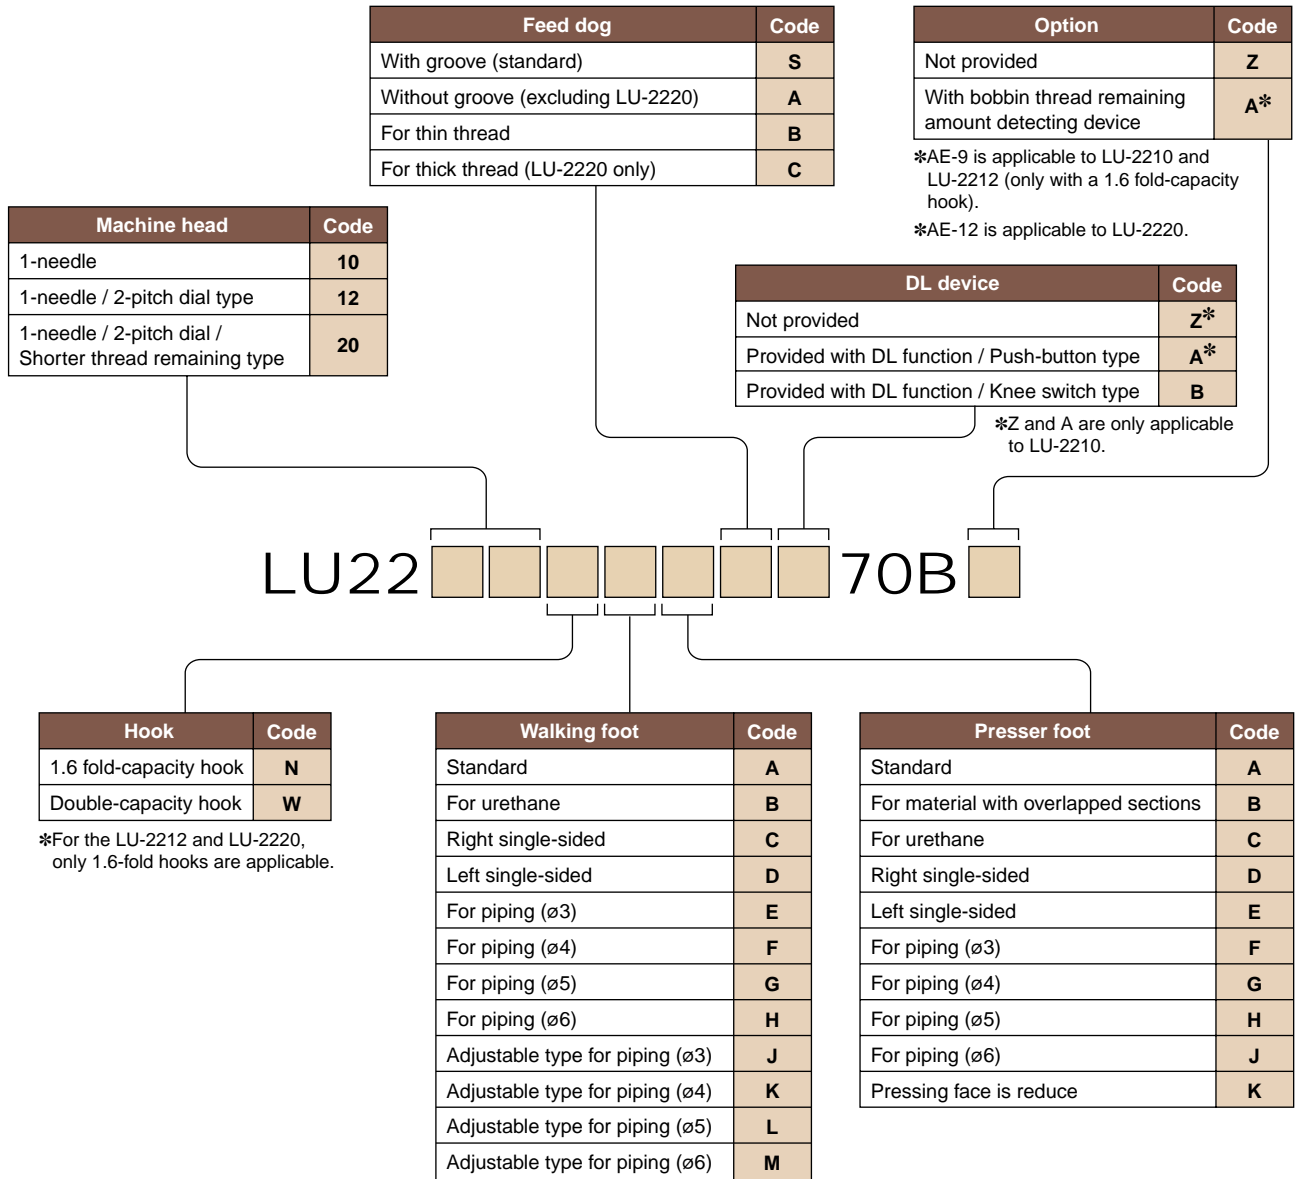 Feed dog Code
With groove (standard) S
Without groove (excluding LU-2220) A
For thin thread B
For thick thread (LU-2220 only) C
Option Code
Not provided Z
With bobbin thread remaining
amount detecting device A✽
✽AE-9 is applicable to LU-2210 and
LU-2212 (only with a 1.6 fold-capacity
hook).
✽AE-12 is applicable to LU-2220.
Machine head Code
1-needle 10
1-needle / 2-pitch dial type 12
1-needle / 2-pitch dial /
Shorter thread remaining type 20
DL device Code
Not provided Z✽
Provided with DL function / Push-button type A✽
Provided with DL function / Knee switch type B
✽Z and A are only applicable
to LU-2210.
LU22 70B
Hook Code
1.6 fold-capacity hook N
Double-capacity hook W
✽For the LU-2212 and LU-2220,
only 1.6-fold hooks are applicable.
Walking foot Code
Standard A
For urethane B
Right single-sided C
Left single-sided D
For piping (ø3) E
For piping (ø4) F
For piping (ø5) G
For piping (ø6) H
Adjustable type for piping (ø3) J
Adjustable type for piping (ø4) K
Adjustable type for piping (ø5) L
Adjustable type for piping (ø6) M
Presser foot Code
Standard A
For material with overlapped sections B
For urethane C
Right single-sided D
Left single-sided E
For piping (ø3) F
For piping (ø4) G
For piping (ø5) H
For piping (ø6) J
Pressing face is reduce K